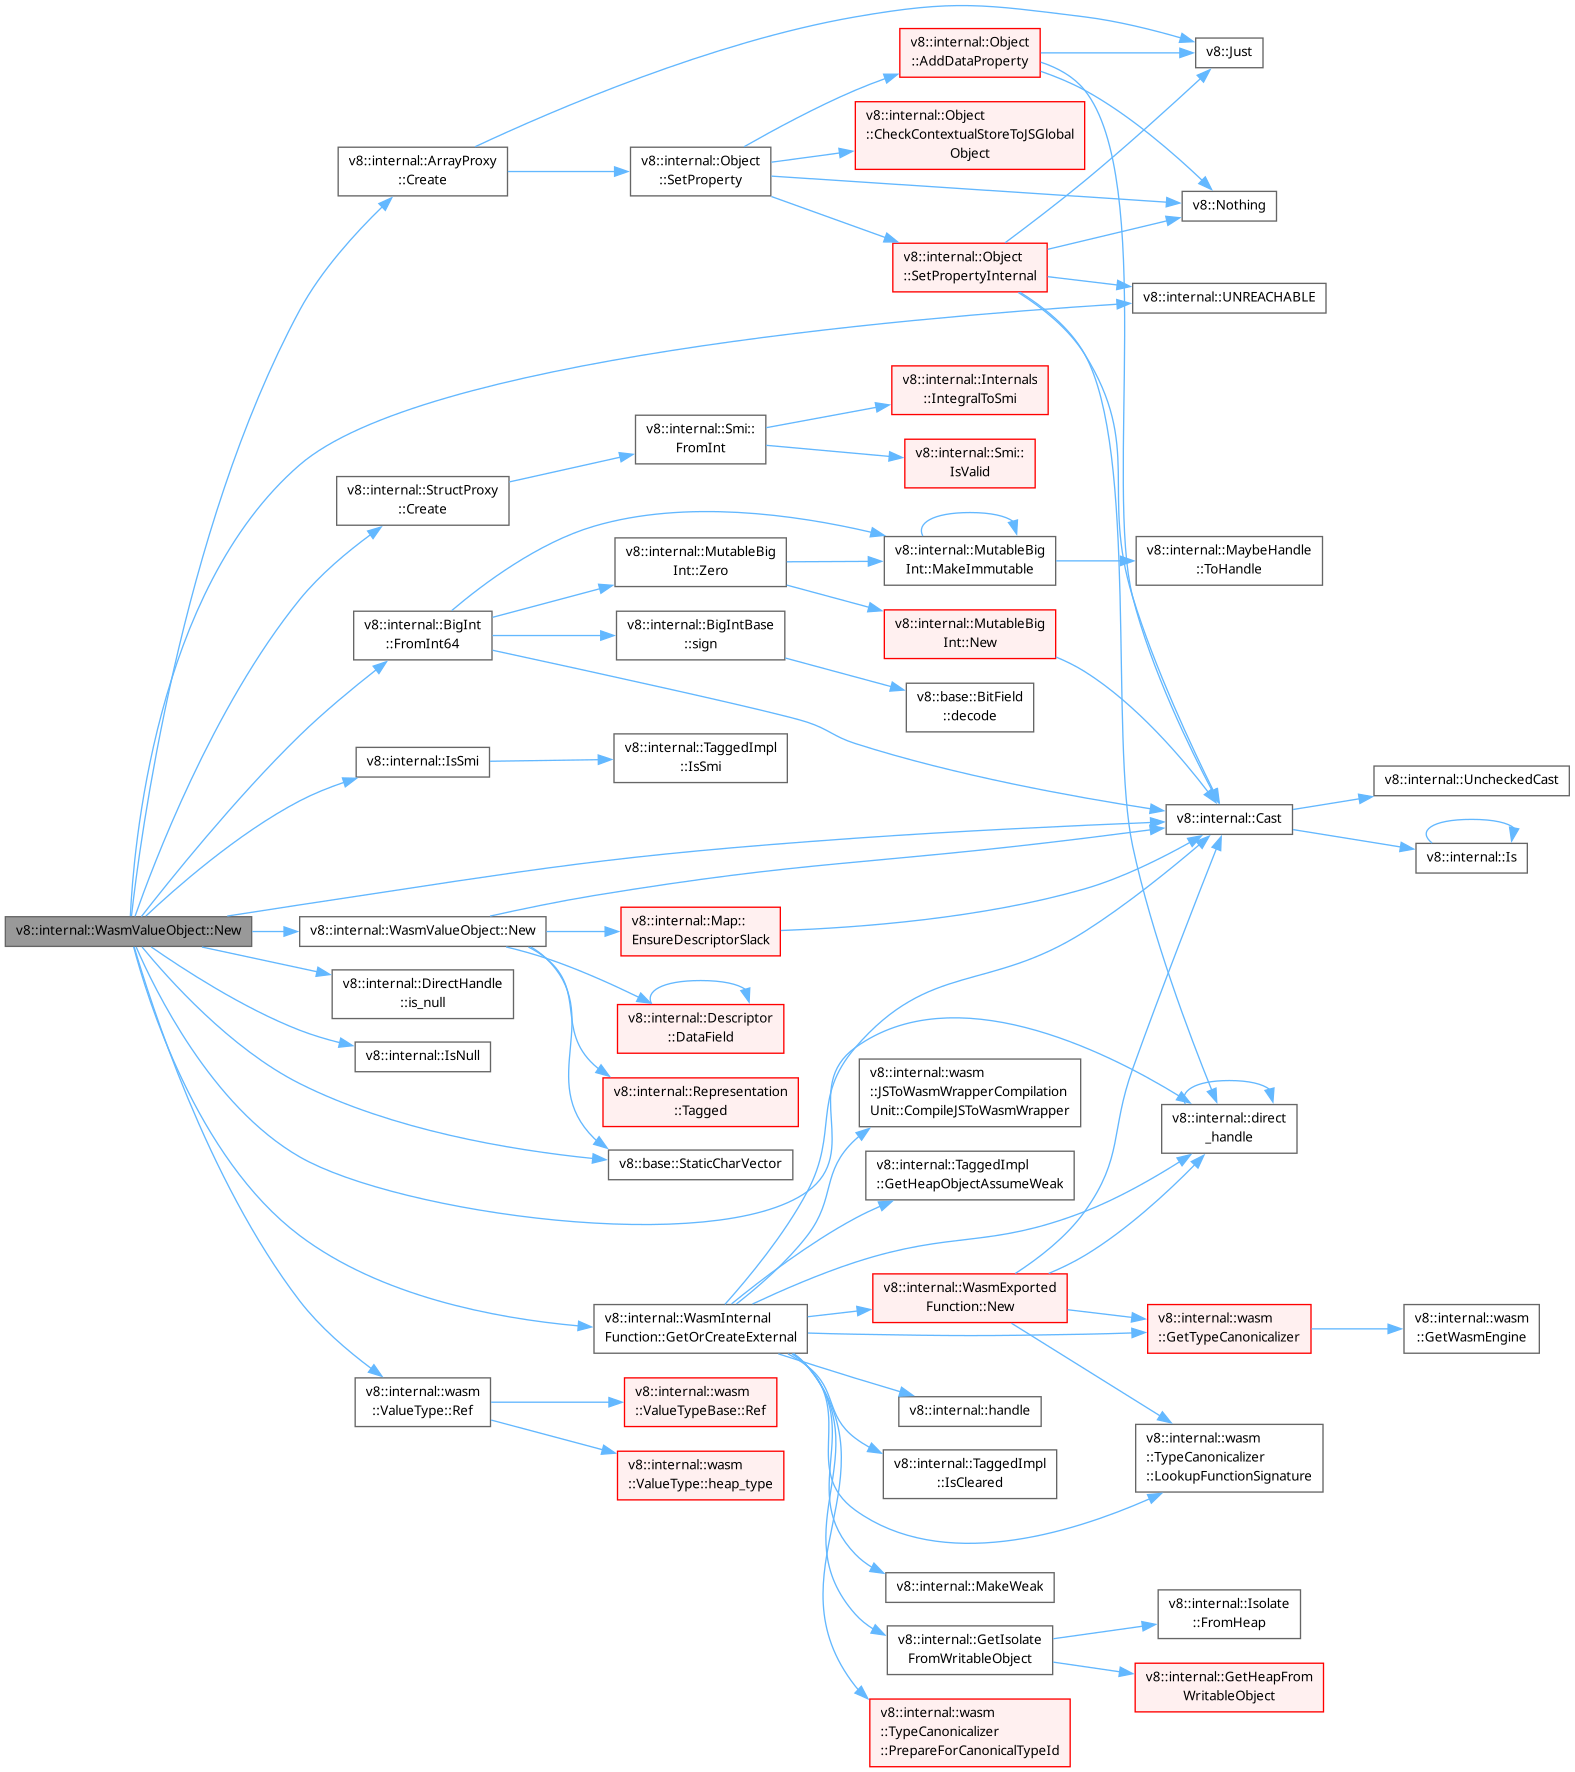 v8::internal::WasmValueObject::New
v8::internal::ArrayProxy
::Create
v8::internal::StructProxy
::Create
v8::internal::BigInt
::FromInt64
v8::internal::IsSmi
v8::internal::WasmValueObject::New
v8::internal::DirectHandle
::is_null
v8::internal::IsNull
v8::internal::wasm
::ValueType::Ref
v8::internal::Object
::SetProperty
v8::internal::Smi::
FromInt
v8::internal::MutableBig
Int::Zero
v8::internal::BigIntBase
::sign
v8::internal::TaggedImpl
::IsSmi
v8::internal::Map::
EnsureDescriptorSlack
v8::internal::Descriptor
::DataField
v8::internal::Representation
::Tagged
v8::base::StaticCharVector
v8::internal::WasmInternal
Function::GetOrCreateExternal
v8::internal::wasm
::ValueTypeBase::Ref
v8::internal::wasm
::ValueType::heap_type
v8::internal::Object
::AddDataProperty
v8::internal::Object
::CheckContextualStoreToJSGlobal
Object
v8::internal::Object
::SetPropertyInternal
v8::internal::Internals
::IntegralToSmi
v8::internal::Smi::
IsValid
v8::internal::MutableBig
Int::MakeImmutable
v8::internal::MutableBig
Int::New
v8::base::BitField
::decode
v8::internal::wasm
::JSToWasmWrapperCompilation
Unit::CompileJSToWasmWrapper
v8::internal::TaggedImpl
::GetHeapObjectAssumeWeak
v8::internal::WasmExported
Function::New
v8::internal::handle
v8::internal::TaggedImpl
::IsCleared
v8::internal::MakeWeak
v8::internal::GetIsolate
FromWritableObject
v8::internal::wasm
::TypeCanonicalizer
::PrepareForCanonicalTypeId
v8::Just
v8::Nothing
v8::internal::UNREACHABLE
v8::internal::MaybeHandle
::ToHandle
v8::internal::Cast
v8::internal::direct
_handle
v8::internal::wasm
::GetTypeCanonicalizer
v8::internal::wasm
::TypeCanonicalizer
::LookupFunctionSignature
v8::internal::Isolate
::FromHeap
v8::internal::GetHeapFrom
WritableObject
v8::internal::UncheckedCast
v8::internal::Is
v8::internal::wasm
::GetWasmEngine